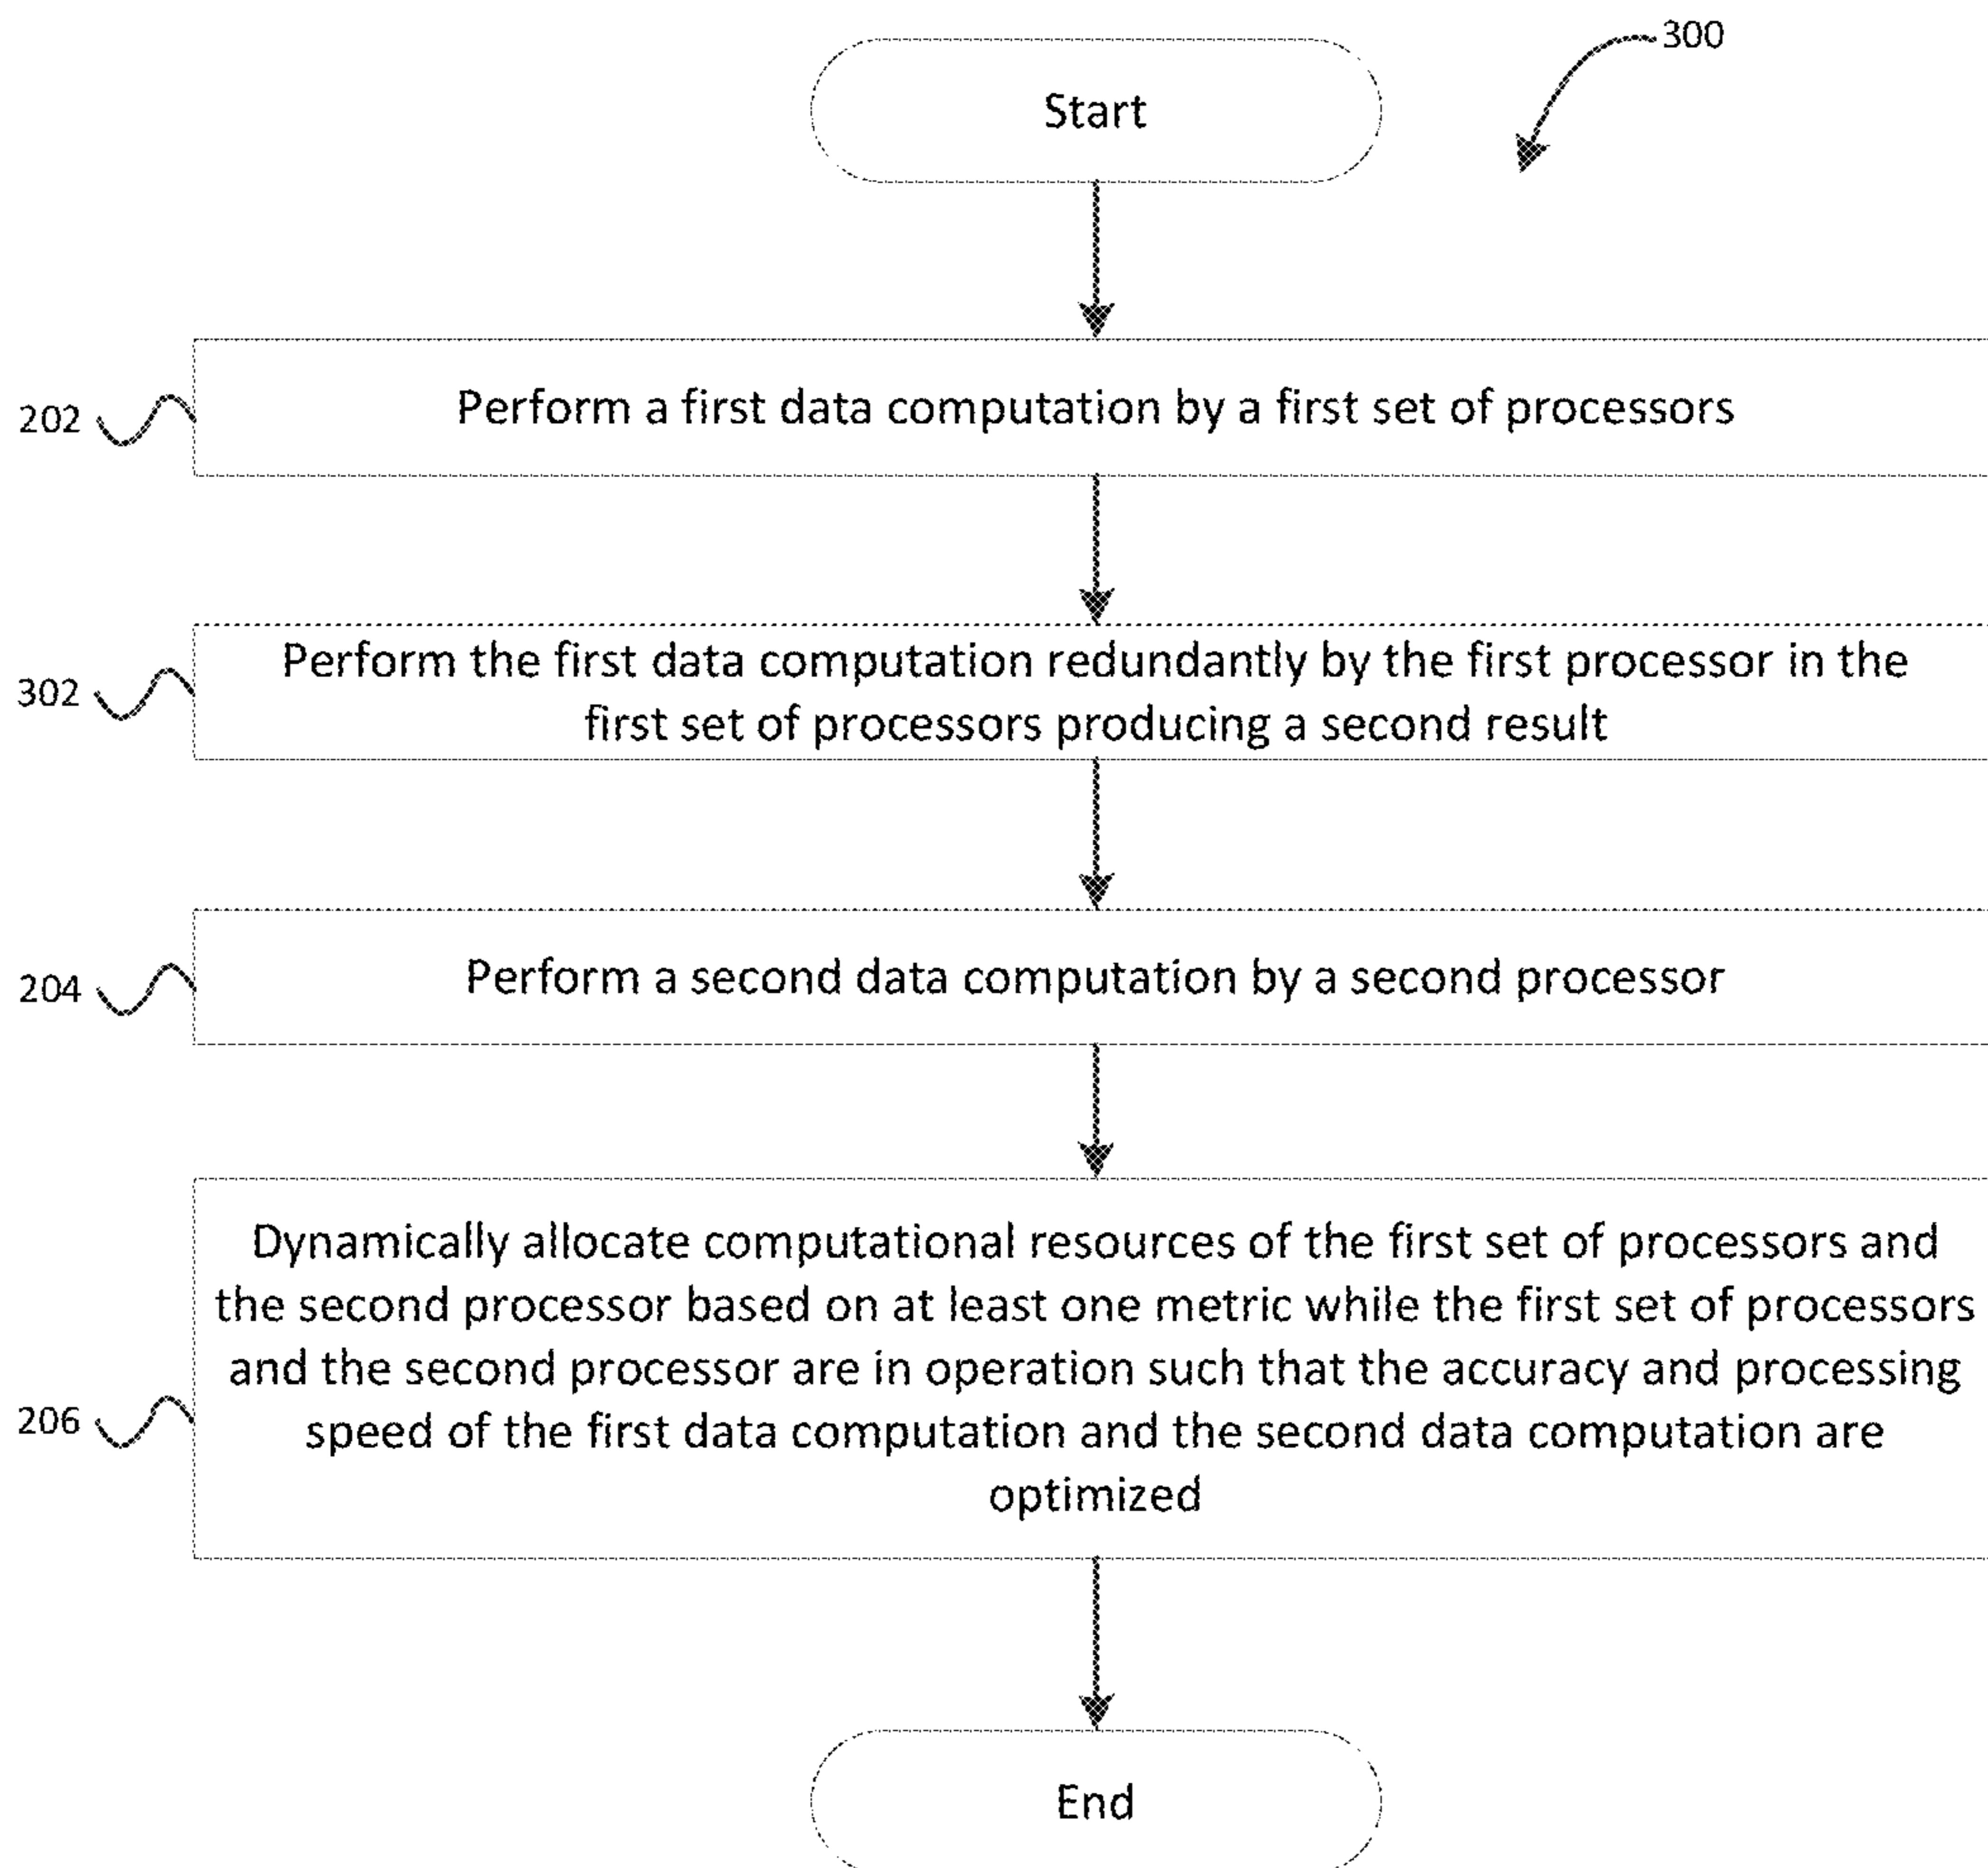 300
Start
202
Perform a first data computation by a first set of processors
302
Perform the first data computation redundantly by the first processor in the
first set of processors producing a second result
204
Perform a second data computation by a second processor
206
Dynamically allocate computational resources of the first set of processors and
the second processor based on at least one metric while the first set of processors
and the second processor are in operation such that the accuracy and processing
speed of the first data computation and the second data computation are
optimized
End